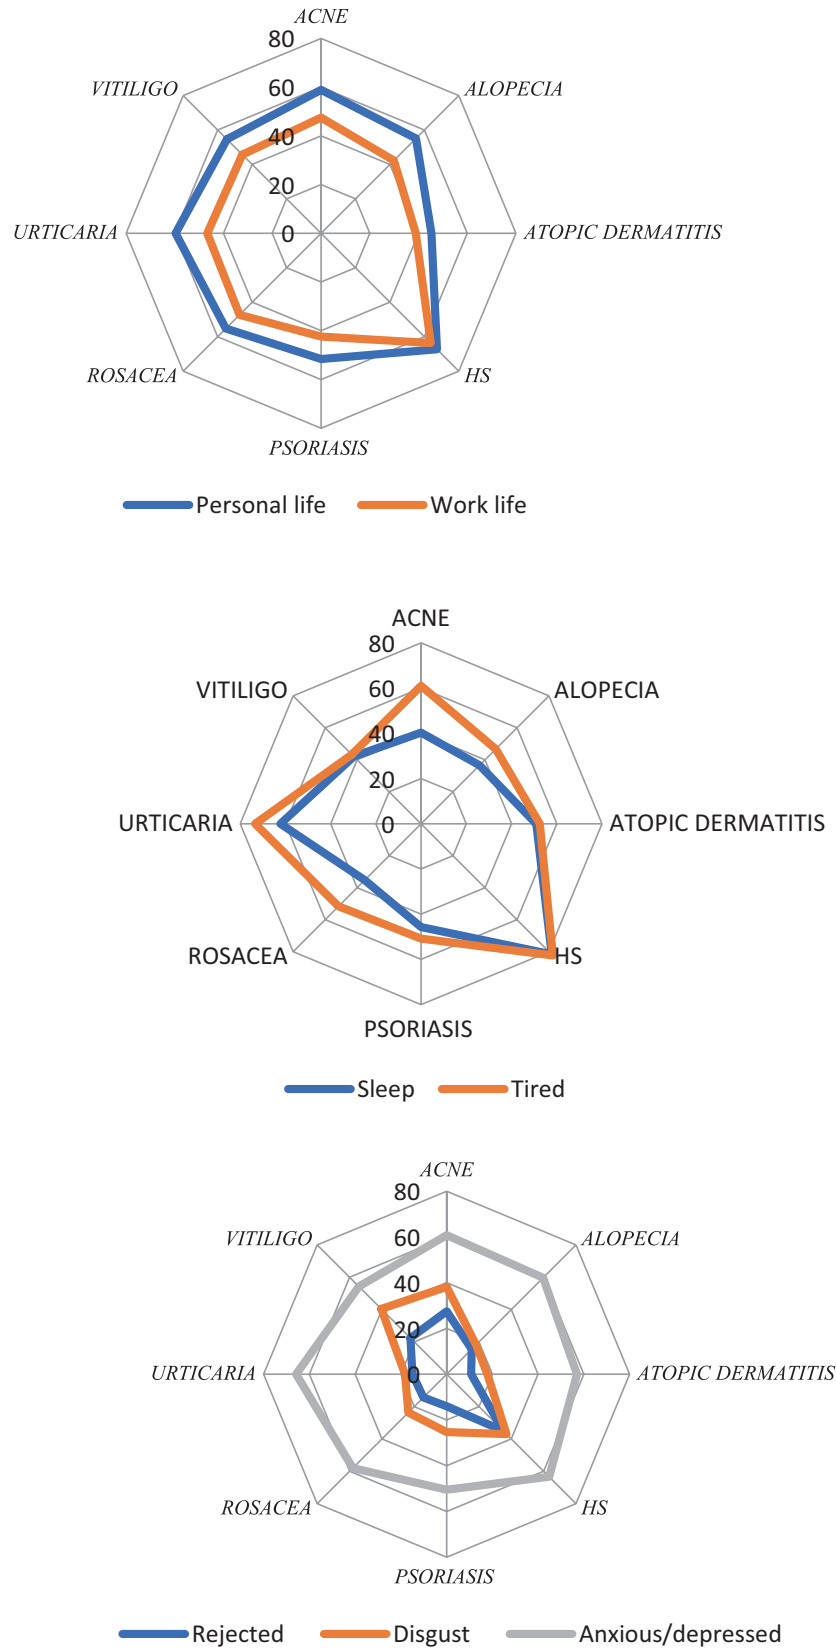 ACNE
80
VITILIGO
ALOPECIA
60
40
20
URTICARIA
0
ATOPIC DERMATITIS
ROSACEA
HS
PSORIASIS
Personal life
Work life
ACNE
80
VITILIGO
ALOPECIA
60
40
20
URTICARIA
0
ATOPIC DERMATITIS
ROSACEA
HS
PSORIASIS
Sleep
Tired
ACNE
80
VITILIGO
ALOPECIA
60
40
20
URTICARIA
0
ATOPIC DERMATITIS
ROSACEA
HS
PSORIASIS
Rejected
Disgust
Anxious/depressed